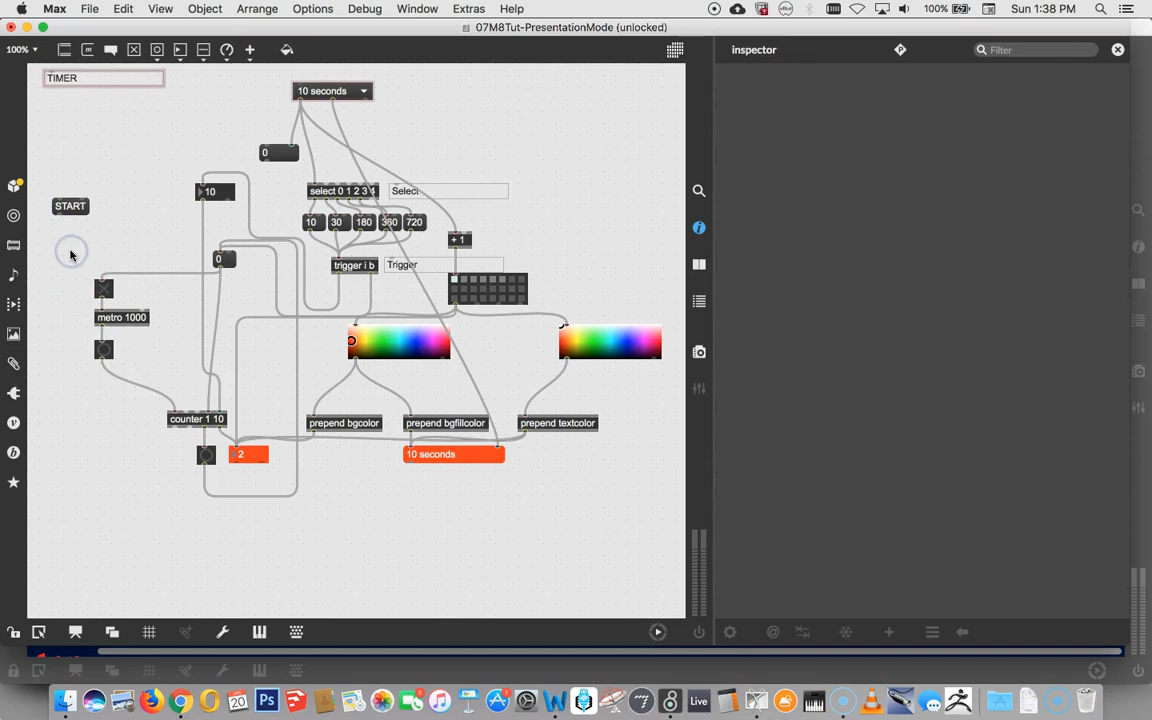 Max File Edit View Object Arrange Options Debug Window Extras Help 100% Sun 1:38 PM
07M8Tut-PresentationMode (unlocked)
100%
inspector
Filter
TIMER
10 seconds
0
10
select 0 1 2 3 4
Select
START
10 30 180 360 720
+ 1
0
trigger i b
Trigger
metro 1000
counter 1 10
prepend bgcolor
prepend bgfillcolor
prepend textcolor
2
10 seconds
20
Live